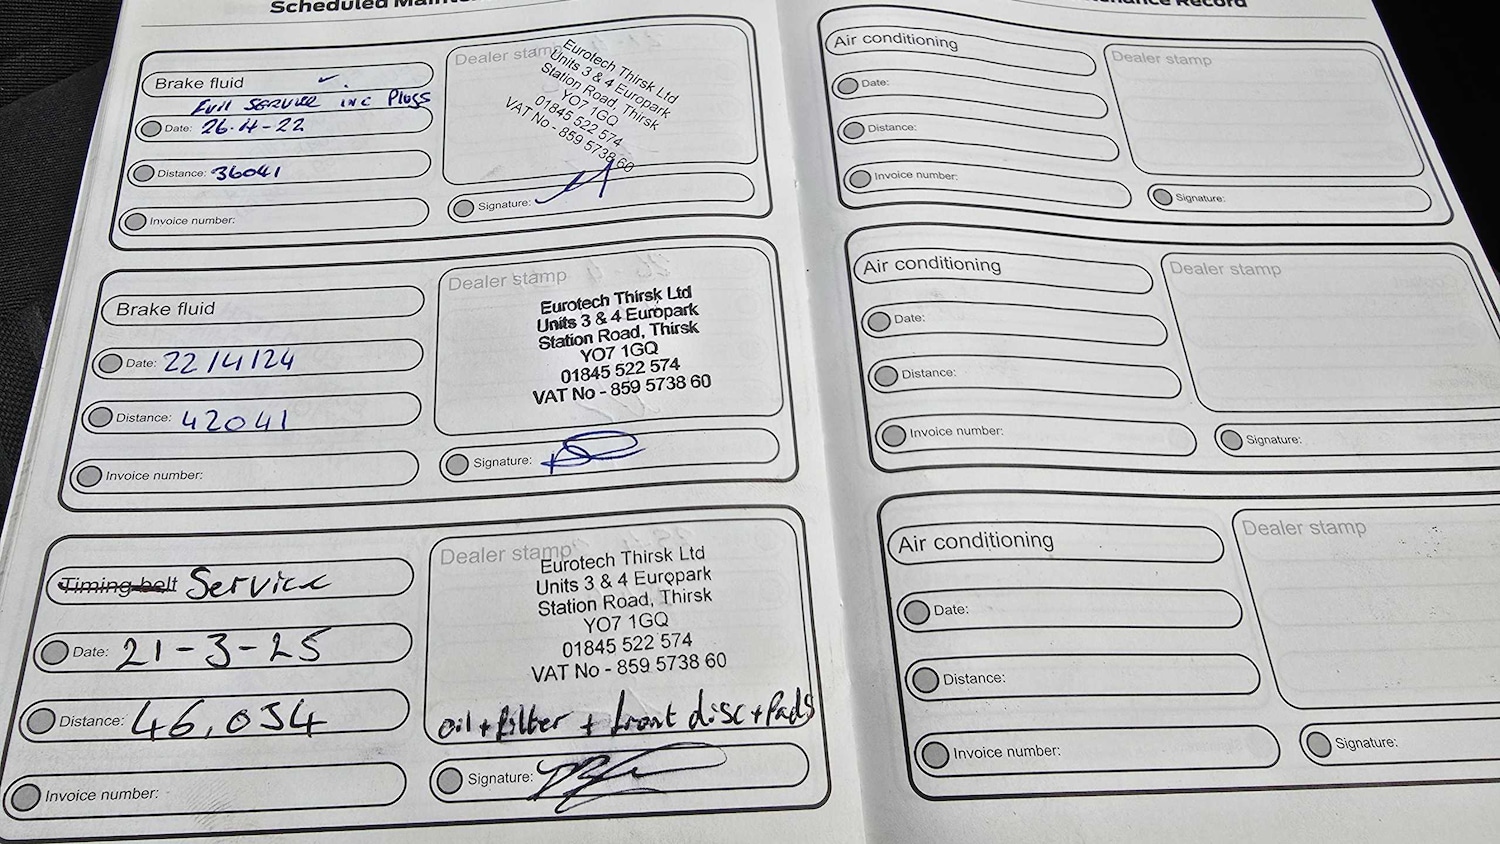 Scheduled
Brake fluid ✓
Full Service inc Plugs
Date: 26·4-22
Distance: 36041
Invoice number:
Dealer stamp
Eurotech Thirsk Ltd
Units 3 & 4 Europark
Station Road, Thirsk
YO7 1GQ
01845 522 574
VAT No - 859 5738 60
Signature:
Brake fluid
Date: 22/4/24
Distance: 42041
Invoice number:
Dealer stamp
Eurotech Thirsk Ltd
Units 3 & 4 Europark
Station Road, Thirsk
YO7 1GQ
01845 522 574
VAT No - 859 5738 60
Signature:
Timing belt Service
Date: 21-3-25
Distance: 46,034
Invoice number:
Dealer stamp
Eurotech Thirsk Ltd
Units 3 & 4 Europark
Station Road, Thirsk
YO7 1GQ
01845 522 574
VAT No - 859 5738 60
oil + filter + front disc + Pads
Signature:
Record
Air conditioning
Date:
Distance:
Invoice number:
Dealer stamp
Signature:
Air conditioning
Date:
Distance:
Invoice number:
Dealer stamp
Signature:
Air conditioning
Date:
Distance:
Invoice number:
Dealer stamp
Signature: